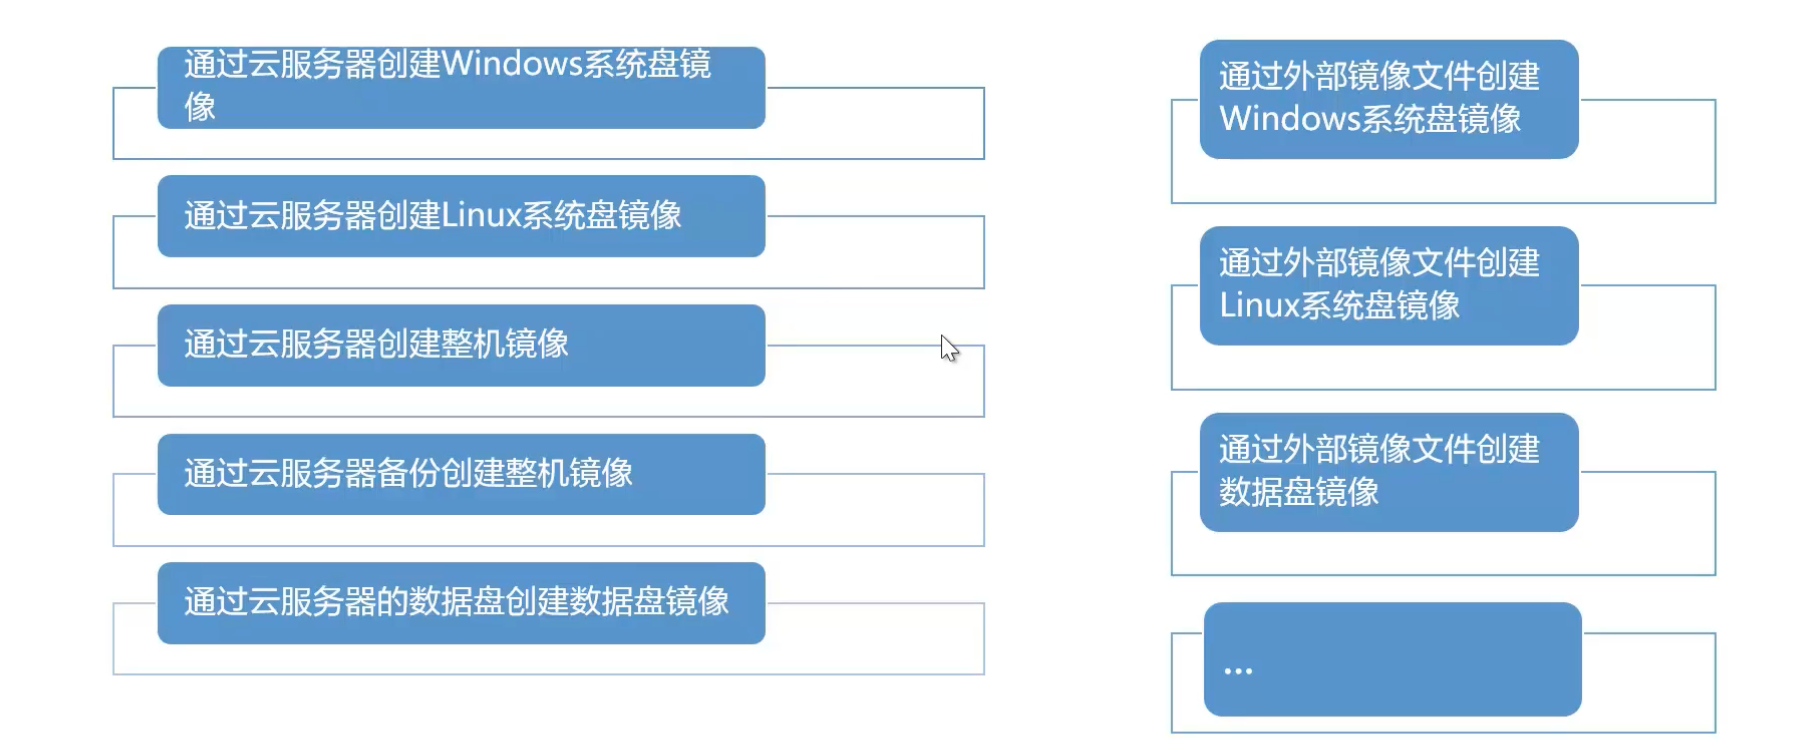 通过云服务器创建Windows系统盘镜
像
通过云服务器创建Linux系统盘镜像
通过云服务器创建整机镜像
通过云服务器备份创建整机镜像
通过云服务器的数据盘创建数据盘镜像
通过外部镜像文件创建
Windows系统盘镜像
通过外部镜像文件创建
Linux系统盘镜像
通过外部镜像文件创建
数据盘镜像
...